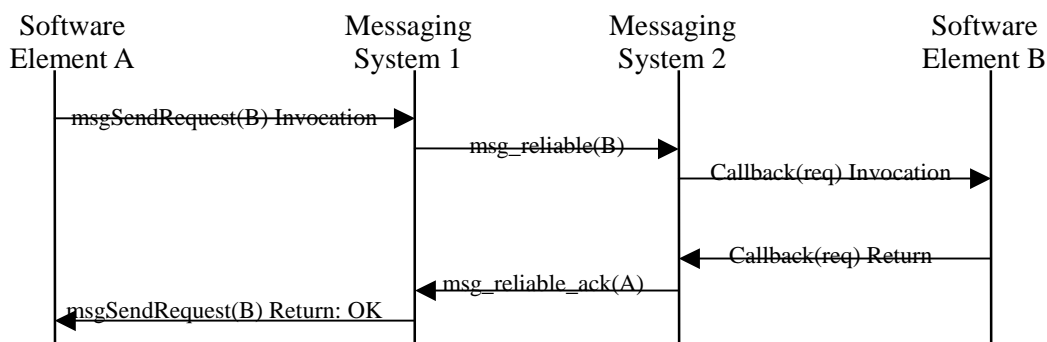 Software
Element A
Messaging
System 1
Messaging
System 2
Software
Element B
msgSendRequest(B) Invocation
msg_reliable(B)
Callback(req) Invocation
Callback(req) Return
msg_reliable_ack(A)
msgSendRequest(B) Return: OK